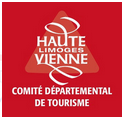 HAUTE
LIMOGES
VIENNE
COMITÉ DÉPARTEMENTAL
DE TOURISME